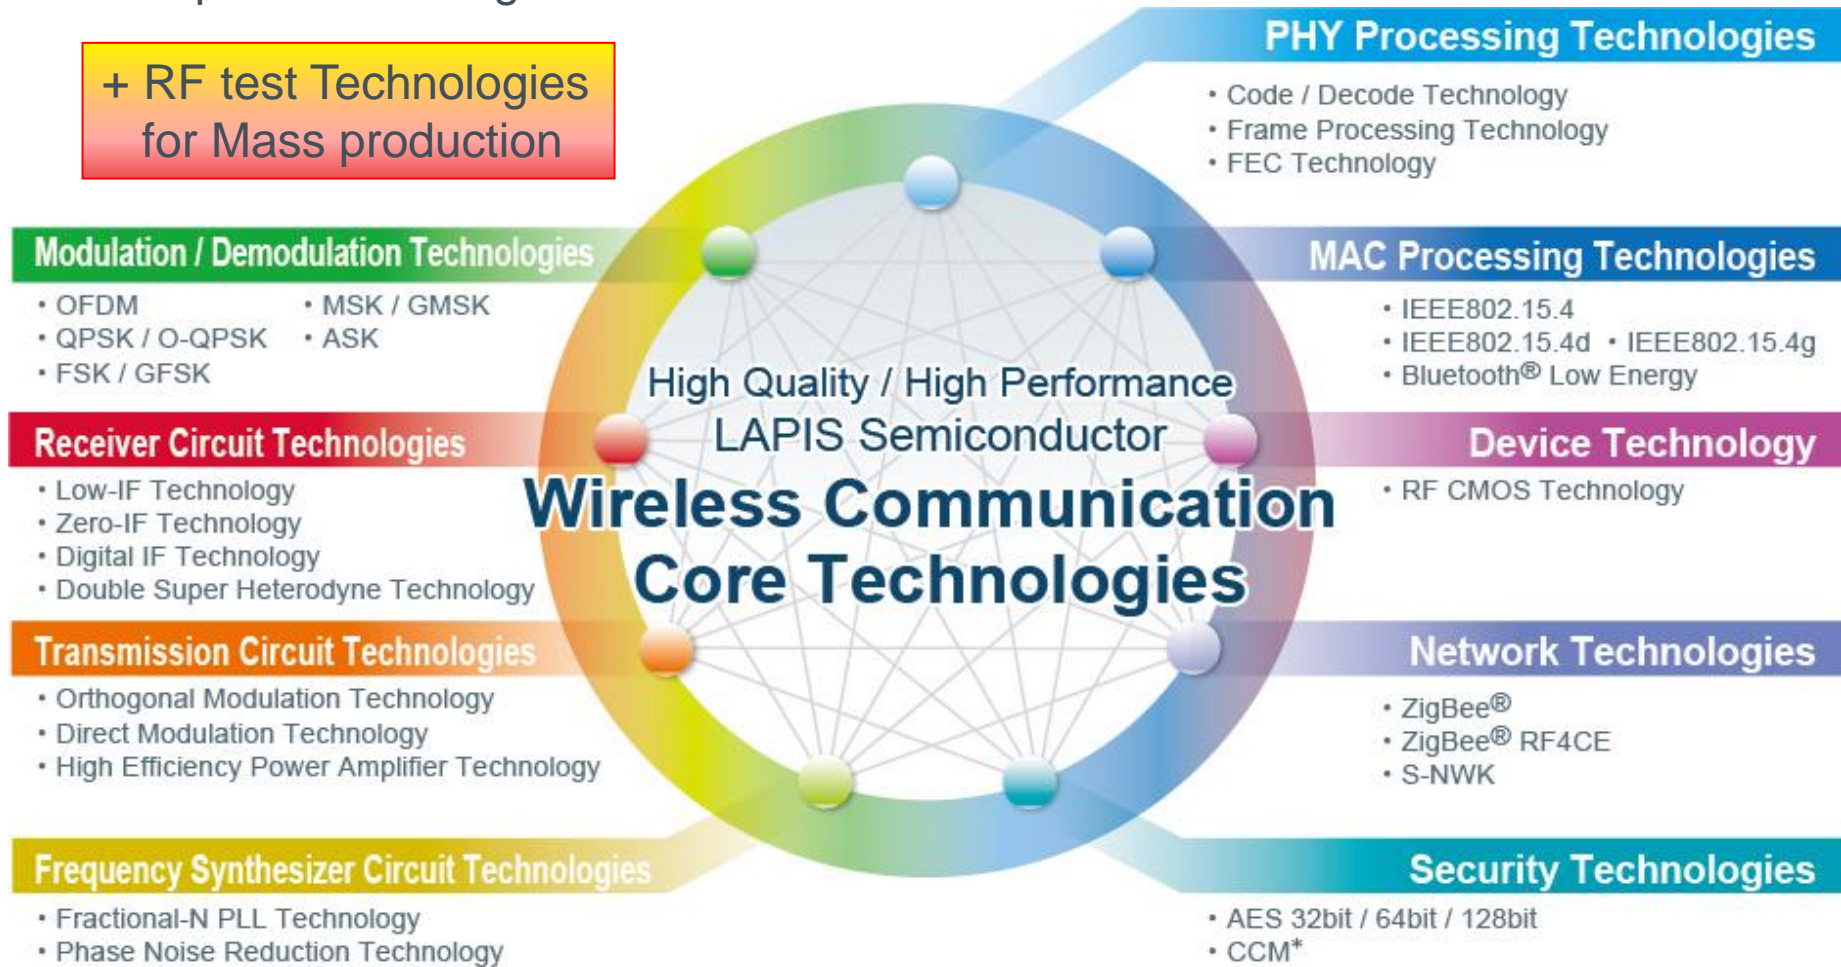 + RF test Technologies
for Mass production
PHY Processing Technologies
• Code / Decode Technology
• Frame Processing Technology
• FEC Technology
Modulation / Demodulation Technologies
• OFDM • MSK / GMSK
• QPSK / O-QPSK • ASK
• FSK / GFSK
MAC Processing Technologies
• IEEE802.15.4
• IEEE802.15.4d • IEEE802.15.4g
• Bluetooth® Low Energy
High Quality / High Performance
LAPIS Semiconductor
Wireless Communication
Core Technologies
Receiver Circuit Technologies
• Low-IF Technology
• Zero-IF Technology
• Digital IF Technology
• Double Super Heterodyne Technology
Device Technology
• RF CMOS Technology
Transmission Circuit Technologies
• Orthogonal Modulation Technology
• Direct Modulation Technology
• High Efficiency Power Amplifier Technology
Network Technologies
• ZigBee®
• ZigBee® RF4CE
• S-NWK
Frequency Synthesizer Circuit Technologies
• Fractional-N PLL Technology
• Phase Noise Reduction Technology
Security Technologies
• AES 32bit / 64bit / 128bit
• CCM*